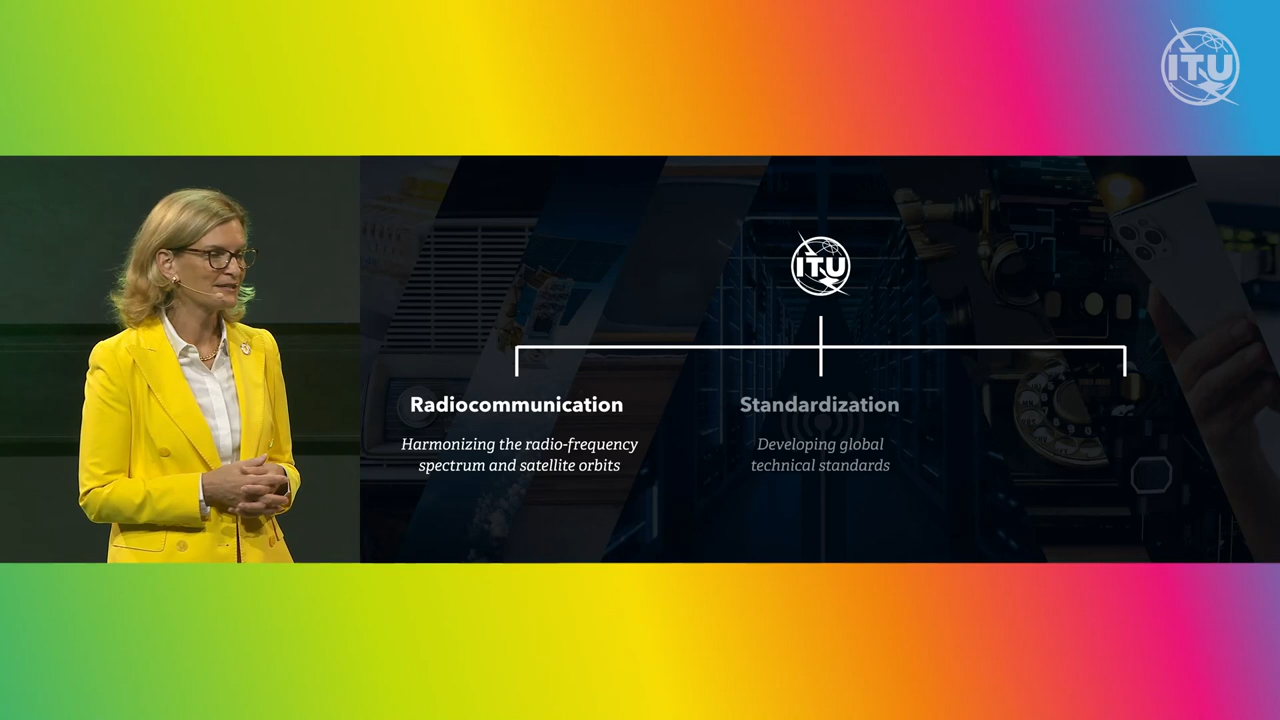 ITU
ITU
Radiocommunication
Harmonizing the radio-frequency
spectrum and satellite orbits
Standardization
Developing global
technical standards